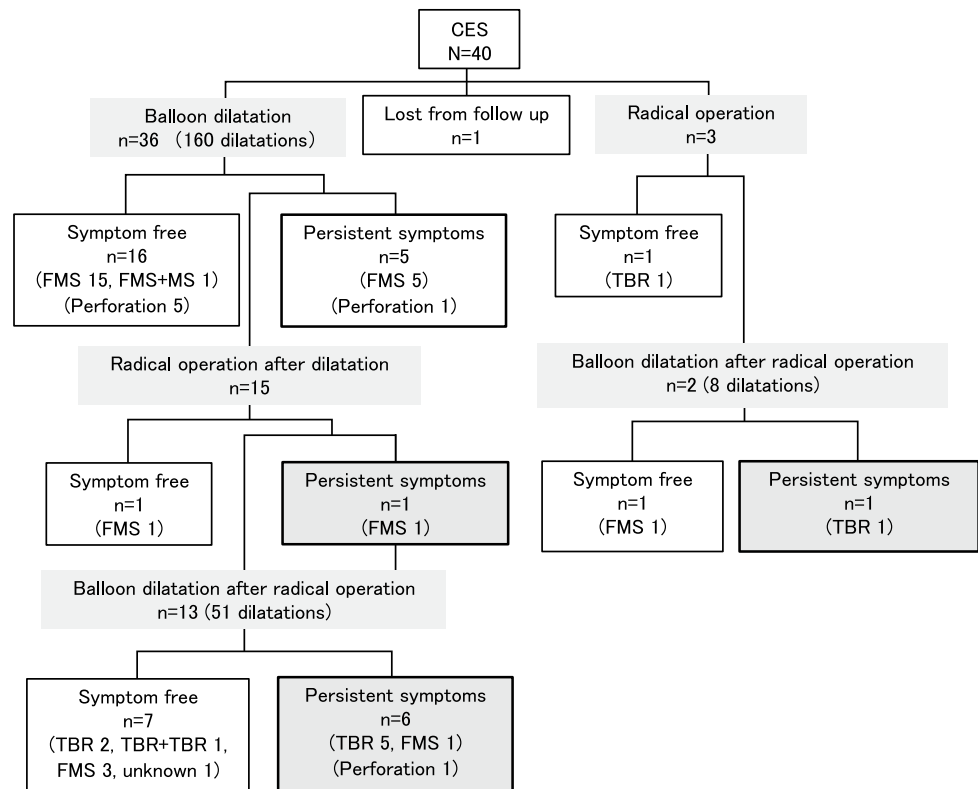 CES
N=40
Balloon dilatation
n=36 (160 dilatations)
Lost from follow up
n=1
Radical operation
n=3
Symptom free
n=16
(FMS 15, FMS+MS 1)
(Perforation 5)
Persistent symptoms
n=5
(FMS 5)
(Perforation 1)
Symptom free
n=1
(TBR 1)
Radical operation after dilatation
n=15
Balloon dilatation after radical operation
n=2 (8 dilatations)
Symptom free
n=1
(FMS 1)
Persistent symptoms
n=1
(FMS 1)
Symptom free
n=1
(FMS 1)
Persistent symptoms
n=1
(TBR 1)
Balloon dilatation after radical operation
n=13 (51 dilatations)
Symptom free
n=7
(TBR 2, TBR+TBR 1,
FMS 3, unknown 1)
Persistent symptoms
n=6
(TBR 5, FMS 1)
(Perforation 1)